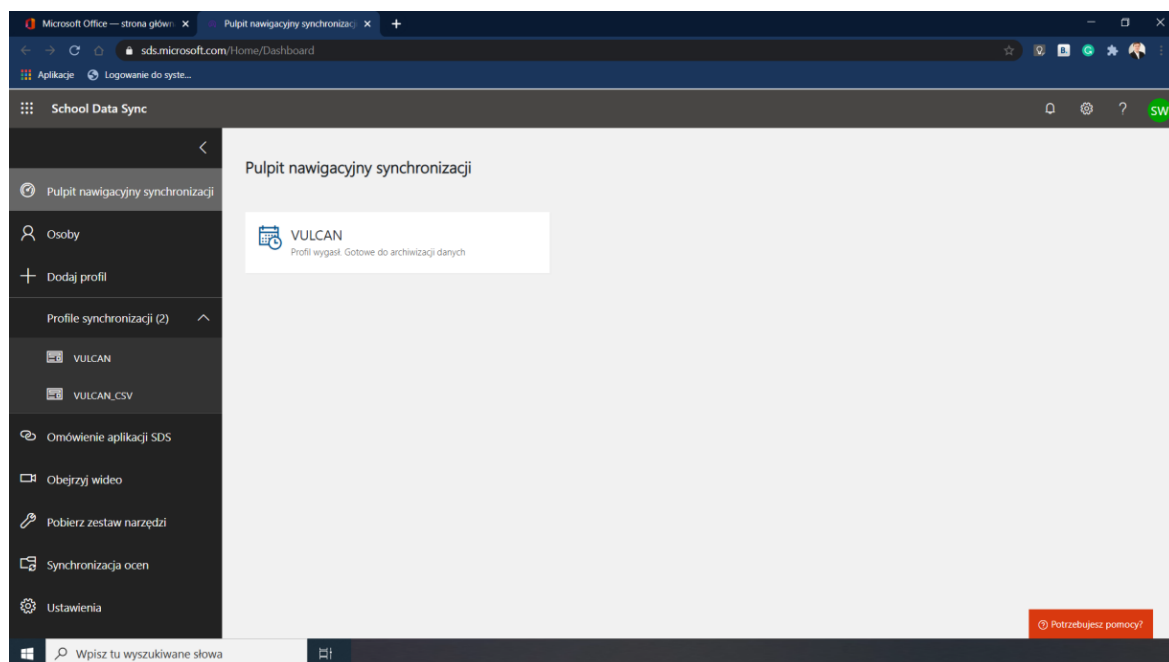 Microsoft Office — strona główn
Pulpit nawigacyjny synchronizacj
sds.microsoft.com/Home/Dashboard
Aplikacje
Logowanie do syste...
School Data Sync
SW
Pulpit nawigacyjny synchronizacji
Osoby
Dodaj profil
Profile synchronizacji (2)
VULCAN
VULCAN_CSV
Omówienie aplikacji SDS
Obejrzyj wideo
Pobierz zestaw narzędzi
Synchronizacja ocen
Ustawienia
Pulpit nawigacyjny synchronizacji
VULCAN
Profil wygasł. Gotowe do archiwizacji danych
Potrzebujesz pomocy?
Wpisz tu wyszukiwane słowa